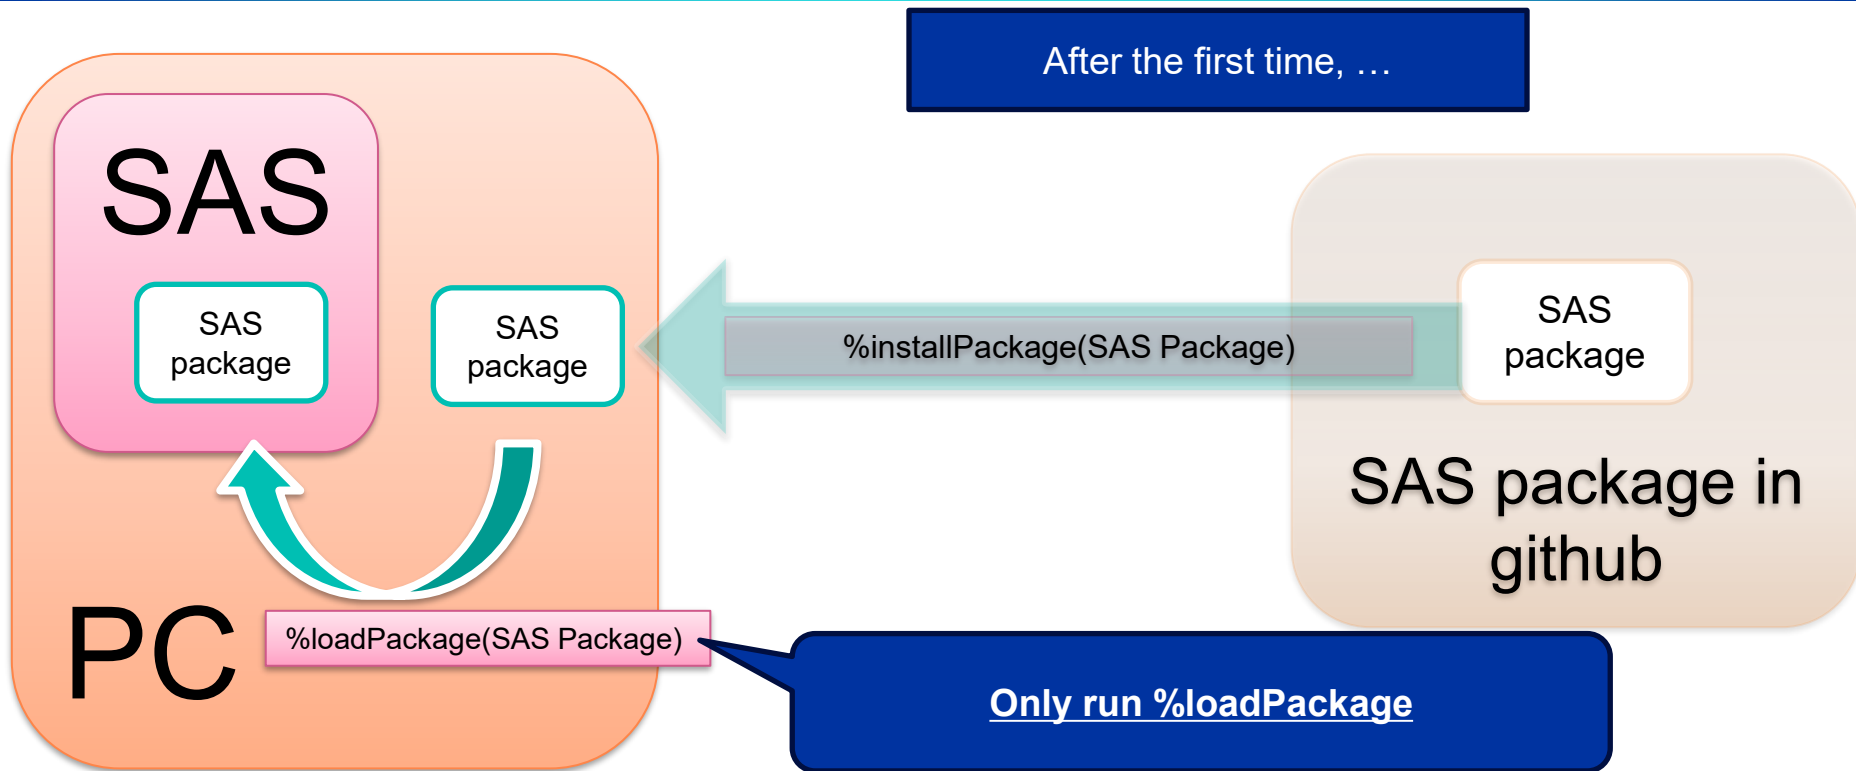 After the first time, …
SAS
SAS
package
SAS
package
%installPackage(SAS Package)
SAS
package
SAS package in
github
PC
%loadPackage(SAS Package)
Only run %loadPackage